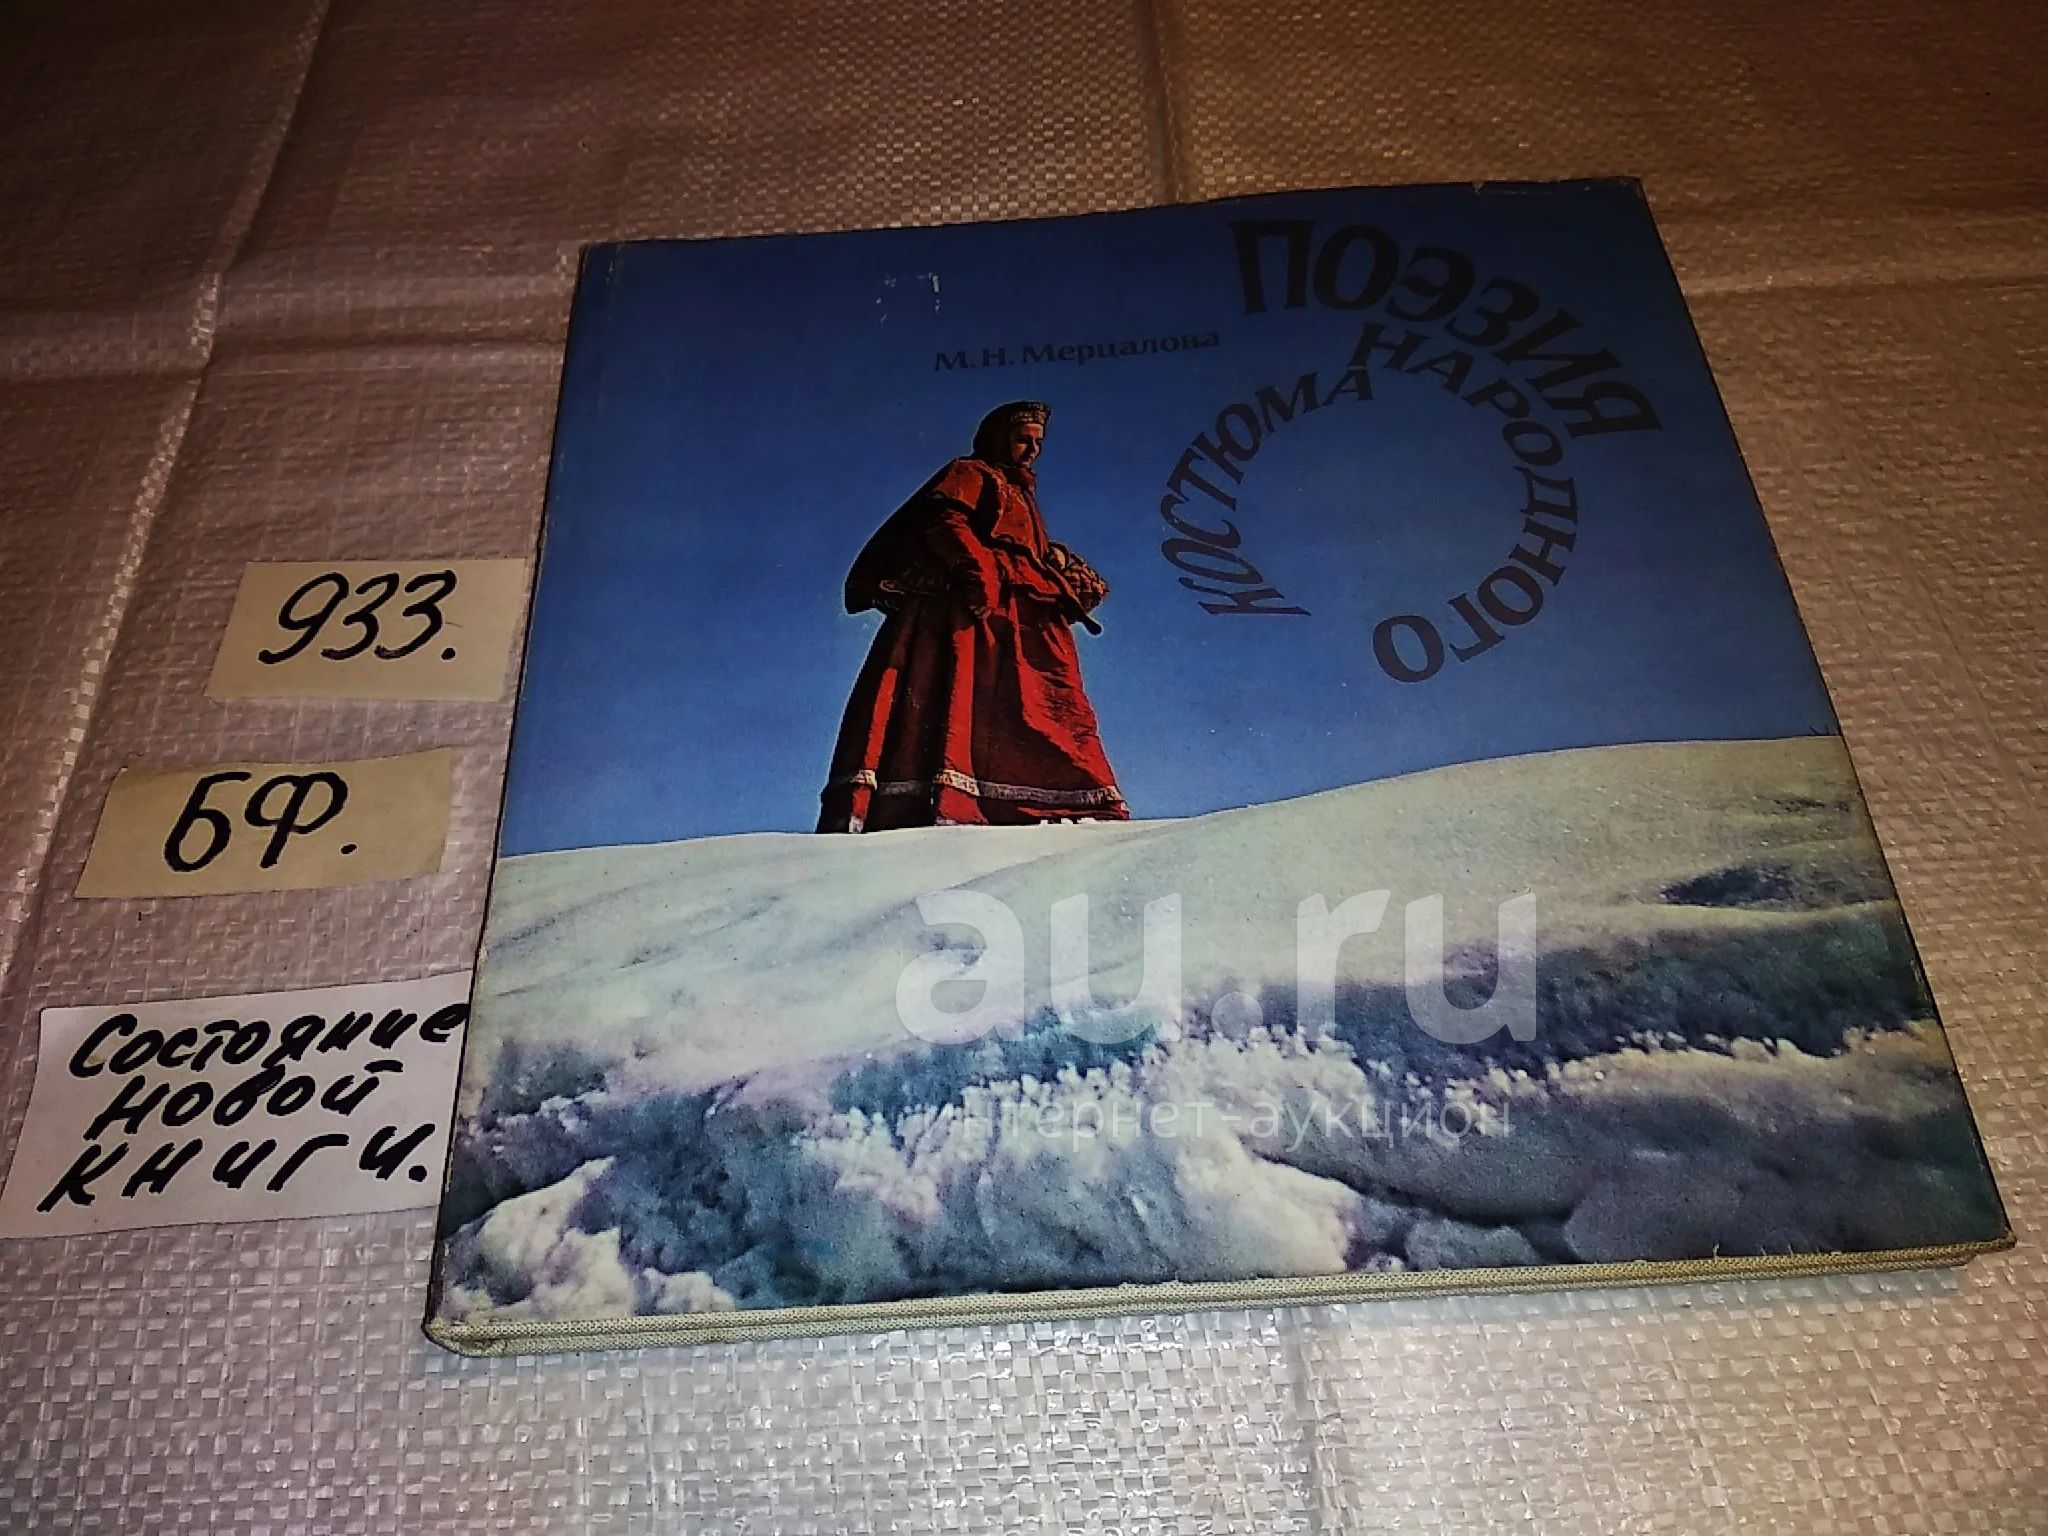 М.Н. Мерцалова
ПОЭЗИЯ
НАРОДНОГО
КОСТЮМА
933.
БФ.
Состояние
новой
книги.
au.ru
интернет-аукцион